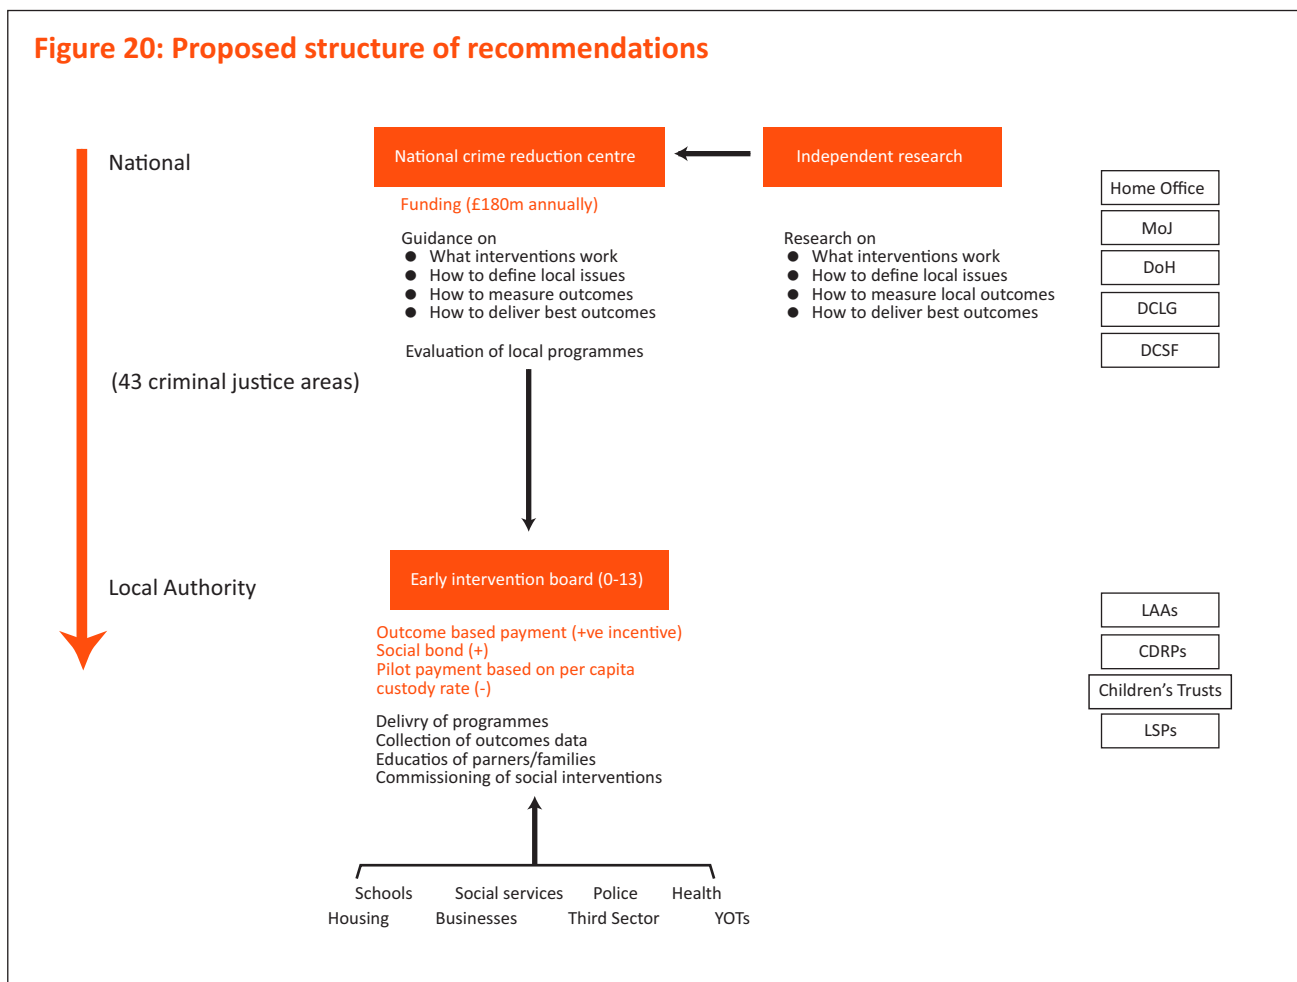 Figure 20: Proposed structure of recommendations
National
National crime reduction centre
Independent research
Funding (£180m annually)
Guidance on
● What interventions work
● How to define local issues
● How to measure outcomes
● How to deliver best outcomes
Evaluation of local programmes
Research on
● What interventions work
● How to define local issues
● How to measure local outcomes
● How to deliver best outcomes
Home Office
MoJ
DoH
DCLG
DCSF
(43 criminal justice areas)
Local Authority
Early intervention board (0-13)
Outcome based payment (+ve incentive)
Social bond (+)
Pilot payment based on per capita
custody rate (-)
Delivry of programmes
Collection of outcomes data
Educatios of parners/families
Commissioning of social interventions
LAAs
CDRPs
Children’s Trusts
LSPs
Schools Social services Police Health
Housing Businesses Third Sector YOTs